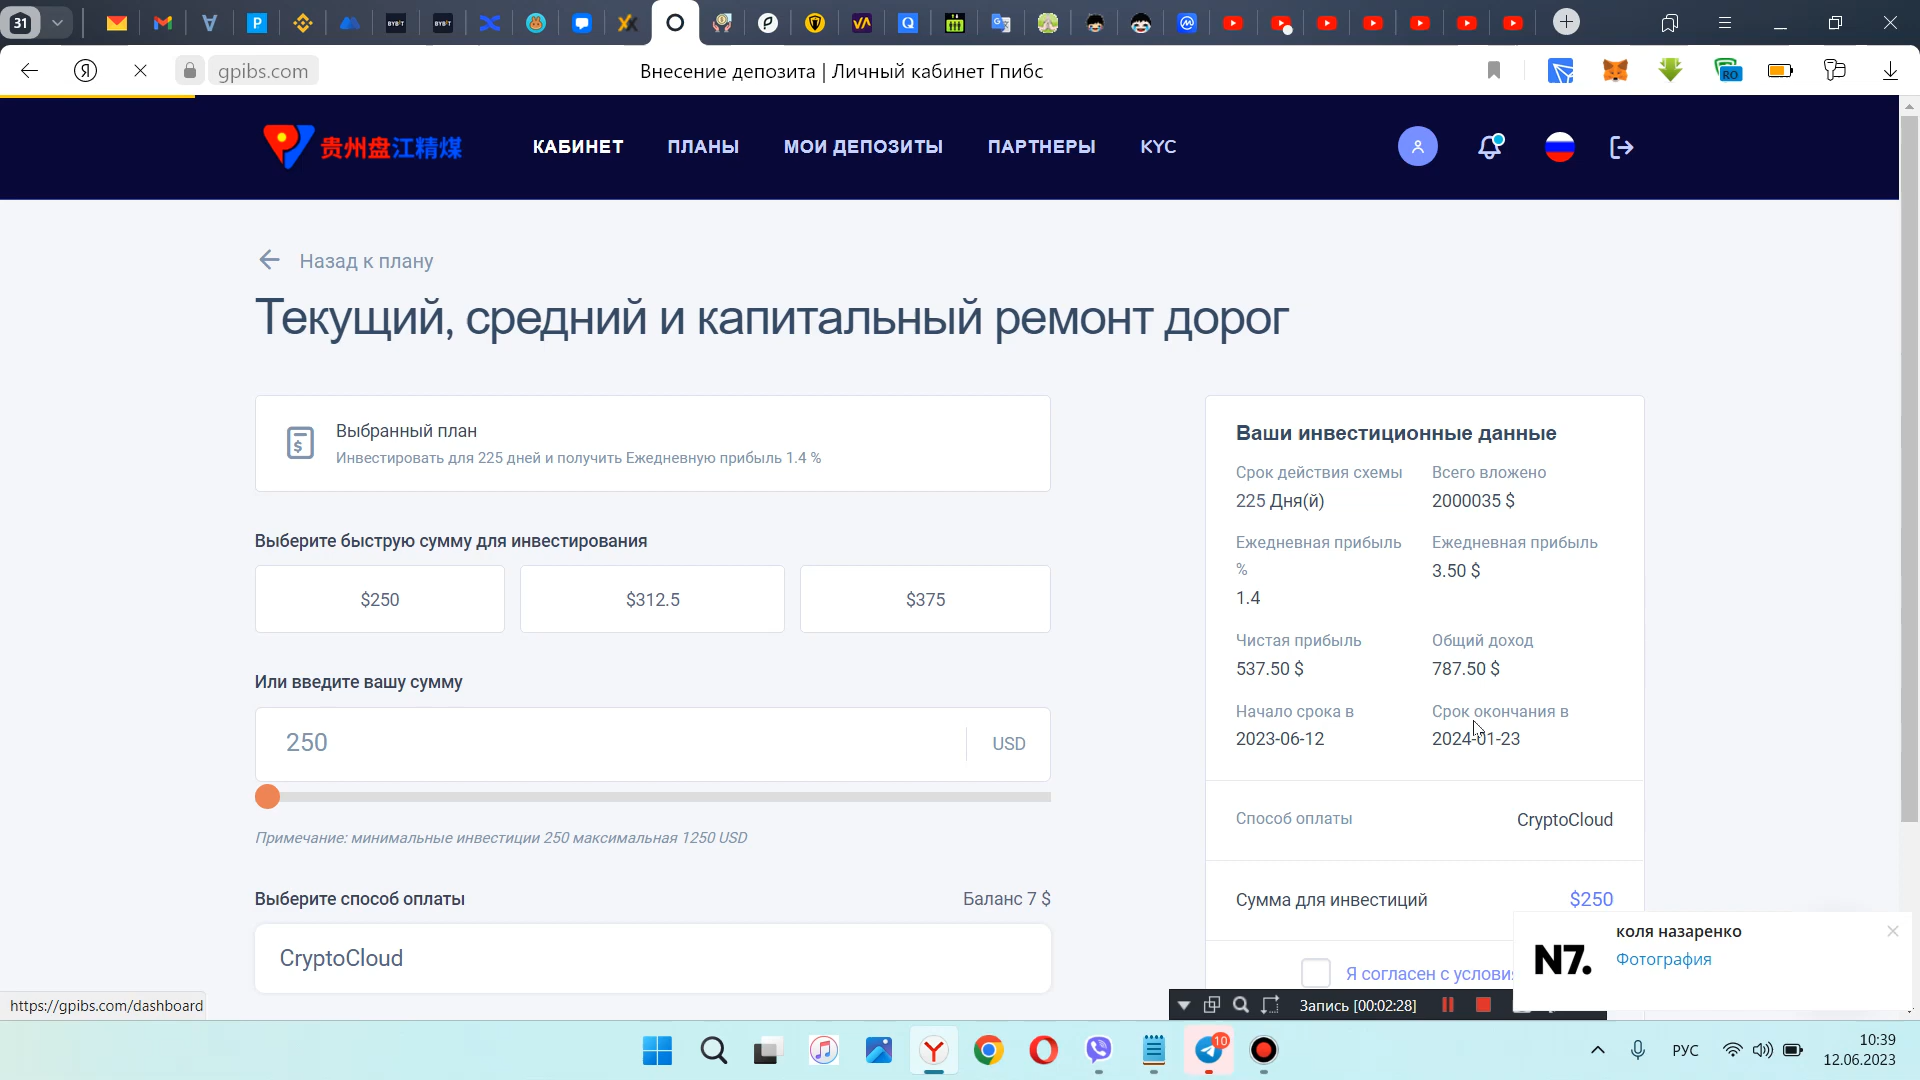 31
gpibs.com
Внесение депозита | Личный кабинет Гпибс
贵州盘江精煤
КАБИНЕТ
ПЛАНЫ
МОИ ДЕПОЗИТЫ
ПАРТНЕРЫ
KYC
Назад к плану
Текущий, средний и капитальный ремонт дорог
Выбранный план
Инвестировать для 225 дней и получить Ежедневную прибыль 1.4 %
Выберите быструю сумму для инвестирования
$250
$312.5
$375
Или введите вашу сумму
250
USD
Примечание: минимальные инвестиции 250 максимальная 1250 USD
Выберите способ оплаты
Баланс 7 $
CryptoCloud
Ваши инвестиционные данные
Срок действия схемы
Всего вложено
225 Дня(й)
2000035 $
Ежедневная прибыль
%
Ежедневная прибыль
3.50 $
1.4
Чистая прибыль
Общий доход
537.50 $
787.50 $
Начало срока в
Срок окончания в
2023-06-12
2024-01-23
Способ оплаты
CryptoCloud
Сумма для инвестиций
$250
Я согласен с услови
N7.
коля назаренко
Фотография
https://gpibs.com/dashboard
Запись [00:02:28]
10
РУС
10:39
12.06.2023